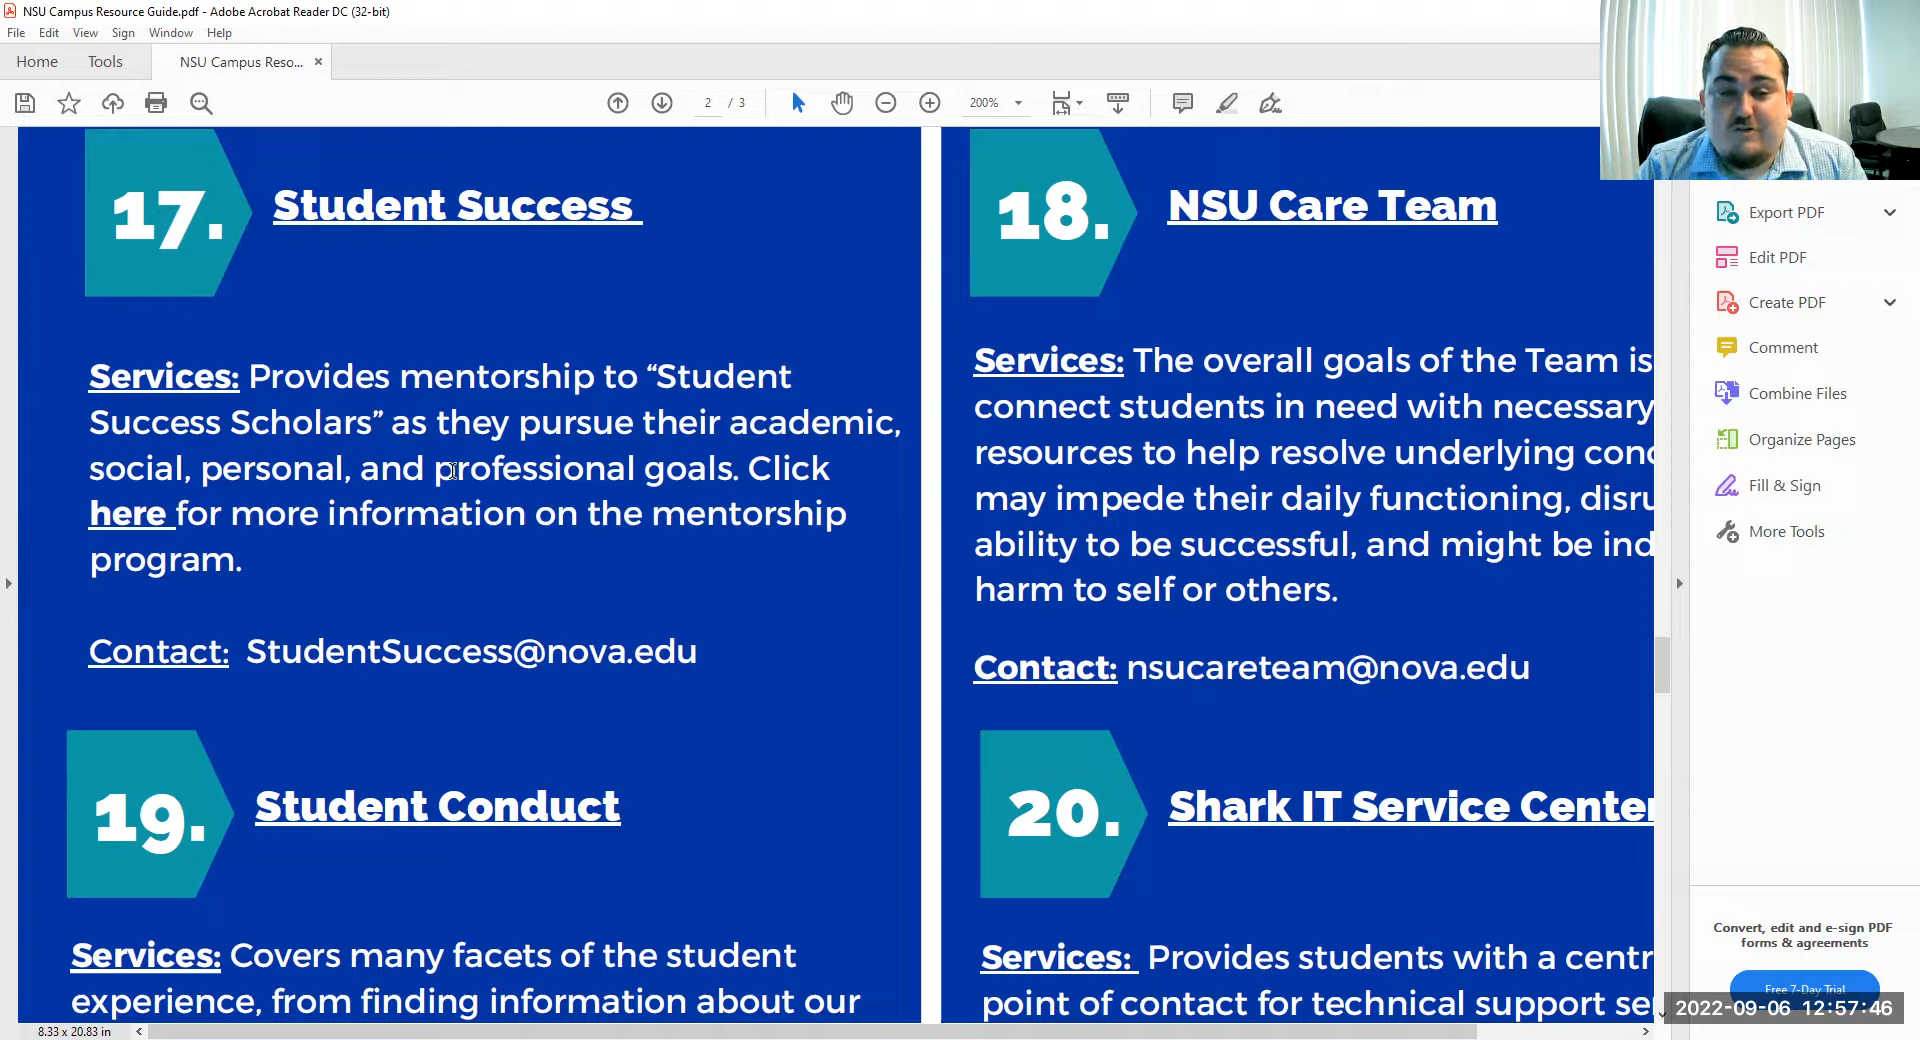 NSU Campus Resource Guide.pdf - Adobe Acrobat Reader DC (32-bit)
File Edit View Sign Window Help
Home Tools NSU Campus Reso... ×
2 / 3 200%
17. Student Success
Services: Provides mentorship to “Student
Success Scholars” as they pursue their academic,
social, personal, and professional goals. Click
here for more information on the mentorship
program.
Contact: StudentSuccess@nova.edu
18. NSU Care Team
Services: The overall goals of the Team is
connect students in need with necessary
resources to help resolve underlying conc
may impede their daily functioning, disru
ability to be successful, and might be ind
harm to self or others.
Contact: nsucareteam@nova.edu
19. Student Conduct
Services: Covers many facets of the student
experience, from finding information about our
20. Shark IT Service Center
Services: Provides students with a centr
point of contact for technical support se
Export PDF
Edit PDF
Create PDF
Comment
Combine Files
Organize Pages
Fill & Sign
More Tools
Convert, edit and e-sign PDF
forms & agreements
Free 7-Day Trial
8.33 x 20.83 in
2022-09-06 12:57:46